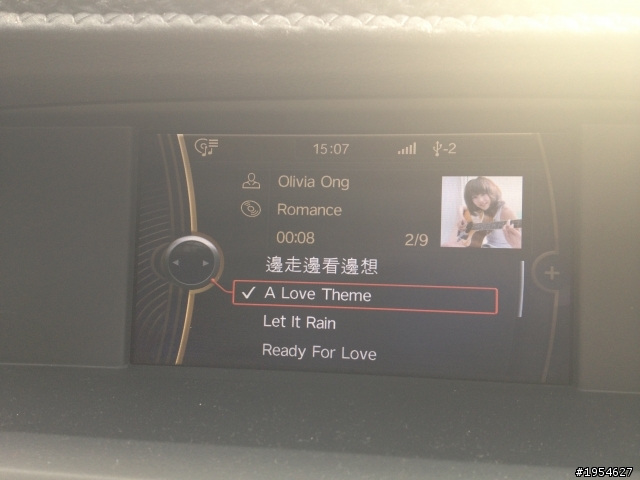 15:07 -2
Olivia Ong
Romance
00:08 2/9
邊走邊看邊想
✓ A Love Theme
Let It Rain
Ready For Love
#1954627